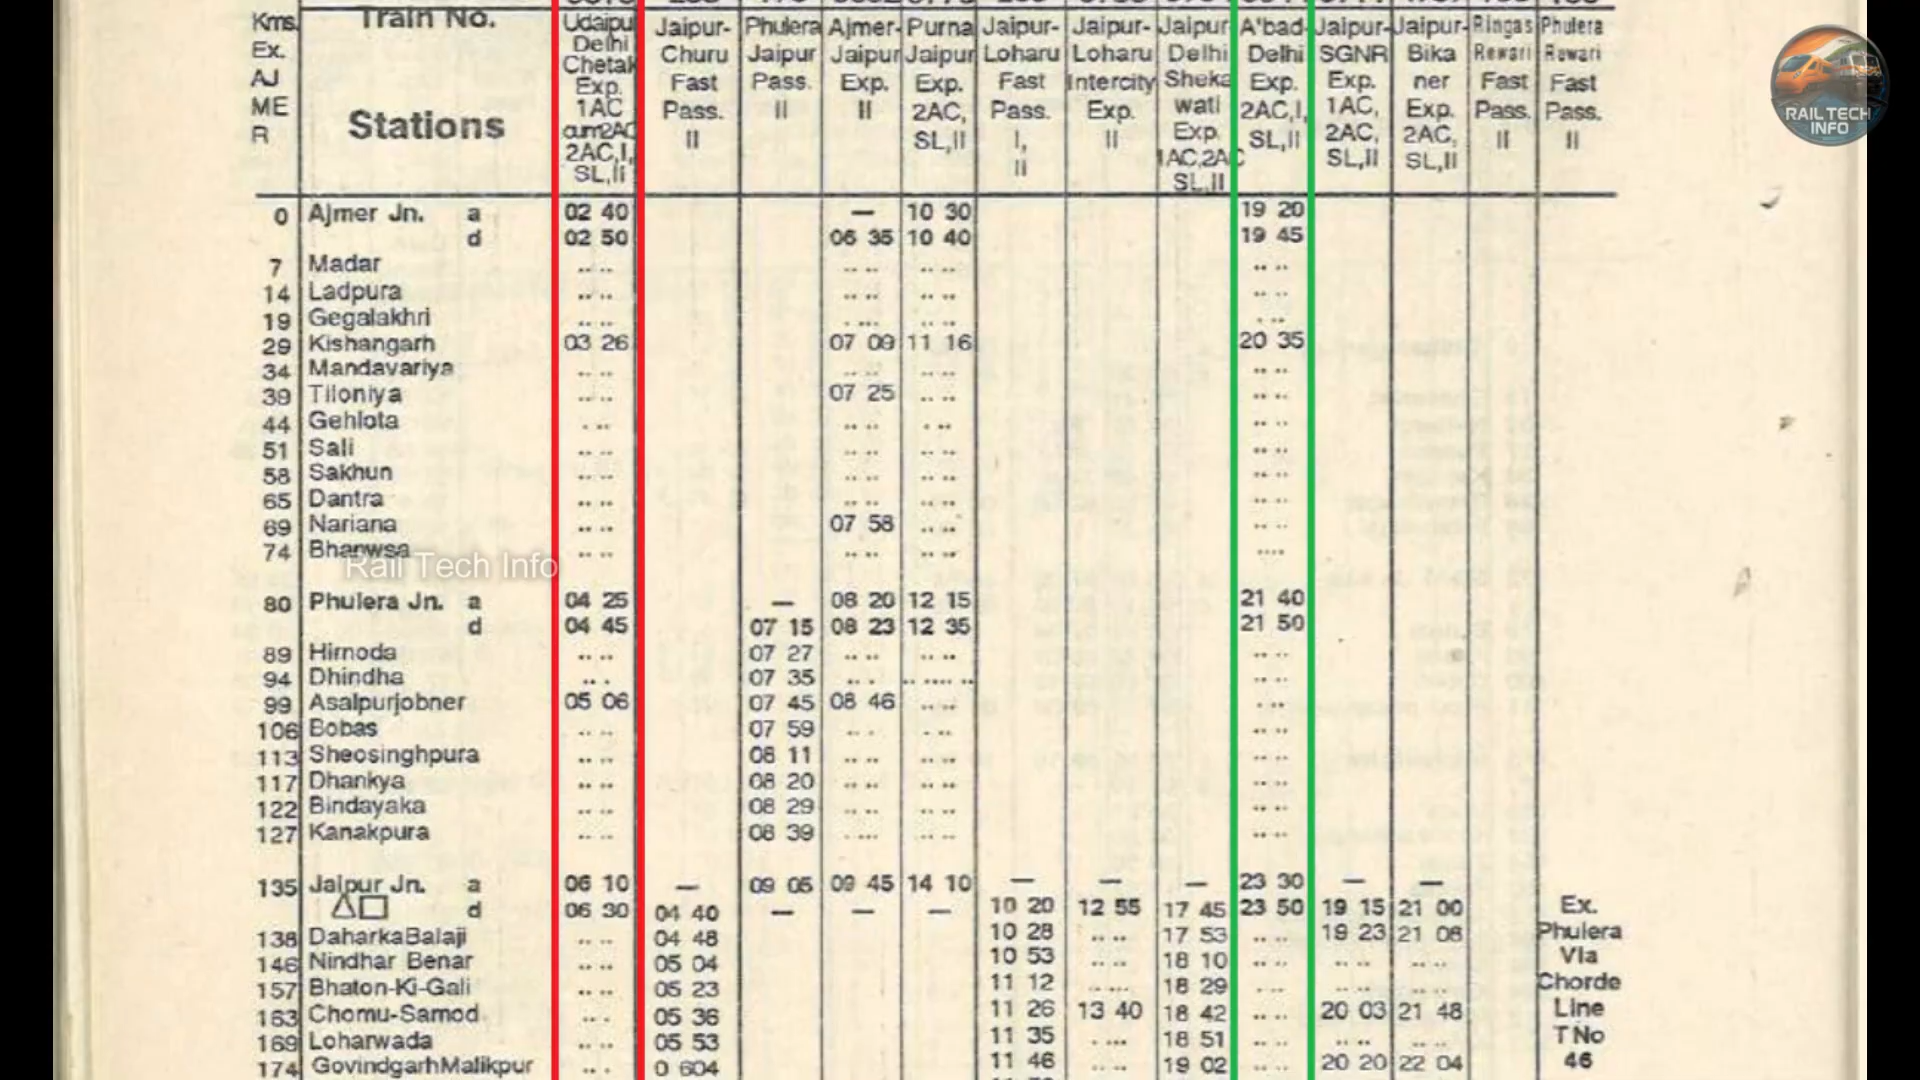 Kms. Train No. Udaipur Jaipur- Phulera Ajmer- Purna Jaipur- Jaipur- Jaipur A'bad- Jaipur- Jaipur- Ringas Phulera
Ex. Delhi Churu Jaipur Jaipur Jaipur Loharu Loharu Delhi Delhi SGNR Bika Rewari Rewari
AJ Chetak Fast Pass. Exp. Exp. Fast Intercity Sheka Exp. Exp. ner Fast Fast
ME Exp. Pass. II II 2AC, Pass. Exp. wati 2AC,I, 1AC, Exp. Pass. Pass.
R Stations 1AC II SL,II I, II Exp. SL,II 2AC, 2AC, II II
cum2AC II 1AC,2AC SL,II SL,II
2AC,I, SL,II
SL,II
0 Ajmer Jn. a 02 40 — 10 30 19 20
d 02 50 06 35 10 40 19 45
7 Madar .. .. .. .. .. .. .. ..
14 Ladpura .. .. .. .. .. .. .. ..
19 Gegalakhri .. .. . ... .. .. . ..
29 Kishangarh 03 26 07 09 11 16 20 35
34 Mandavariya .. .. .. .. .. .. .. ..
39 Tiloniya .. .. 07 25 .. .. .. ..
44 Gehlota . .. .. .. . .. .. ..
51 Sali .. .. .. .. .. .. .. ..
58 Sakhun .. .. .. .. .. .. .. ..
65 Dantra .. .. .. .. .. .. .. ..
69 Nariana .. .. 07 58 .. .. .. ..
74 Bhanwsa .. .. .. .. .. .. ....
Rail Tech Info
80 Phulera Jn. a 04 25 — 08 20 12 15 21 40
d 04 45 07 15 08 23 12 35 21 50
89 Hirnoda .. .. 07 27 .. .. .. .. .. ..
94 Dhindha .. . 07 35 .. . .. .... .. .. ..
99 Asalpurjobner 05 06 07 45 08 46 .. .. . ..
106 Bobas .. .. 07 59 .. . . .. .. ..
113 Sheosinghpura .. .. 08 11 .. .. .. .. .. ..
117 Dhankya .. .. 08 20 .. .. .. .. .. ..
122 Bindayaka .. .. 08 29 .. .. .. .. .. ..
127 Kanakpura .. .. 08 39 . ... .. .. .. ..
135 Jaipur Jn. a 06 10 — 09 05 09 45 14 10 — — — 23 30 — —
△□ d 06 30 04 40 — — — 10 20 12 55 17 45 23 50 19 15 21 00 Ex.
138 DaharkaBalaji .. .. 04 48 10 28 .. .. 17 53 .. .. 19 23 21 08 Phulera
146 Nindhar Benar .. .. 05 04 10 53 .. .. 18 10 .. .. .. .. .. .. Via
157 Bhaton-Ki-Gali .. .. 05 23 11 12 .. ... 18 29 . .. .. .. .. .. Chorde
163 Chomu-Samod .. . 05 36 11 26 13 40 18 42 .. .. 20 03 21 48 Line
169 Loharwada .. .. 05 53 11 35 . ... 18 51 .. .. .. .. .. .. T No
174 GovindgarhMalikpur .. . 0 604 11 46 .. .. 19 02 .. .. 20 20 22 04 46
RAIL TECH
INFO